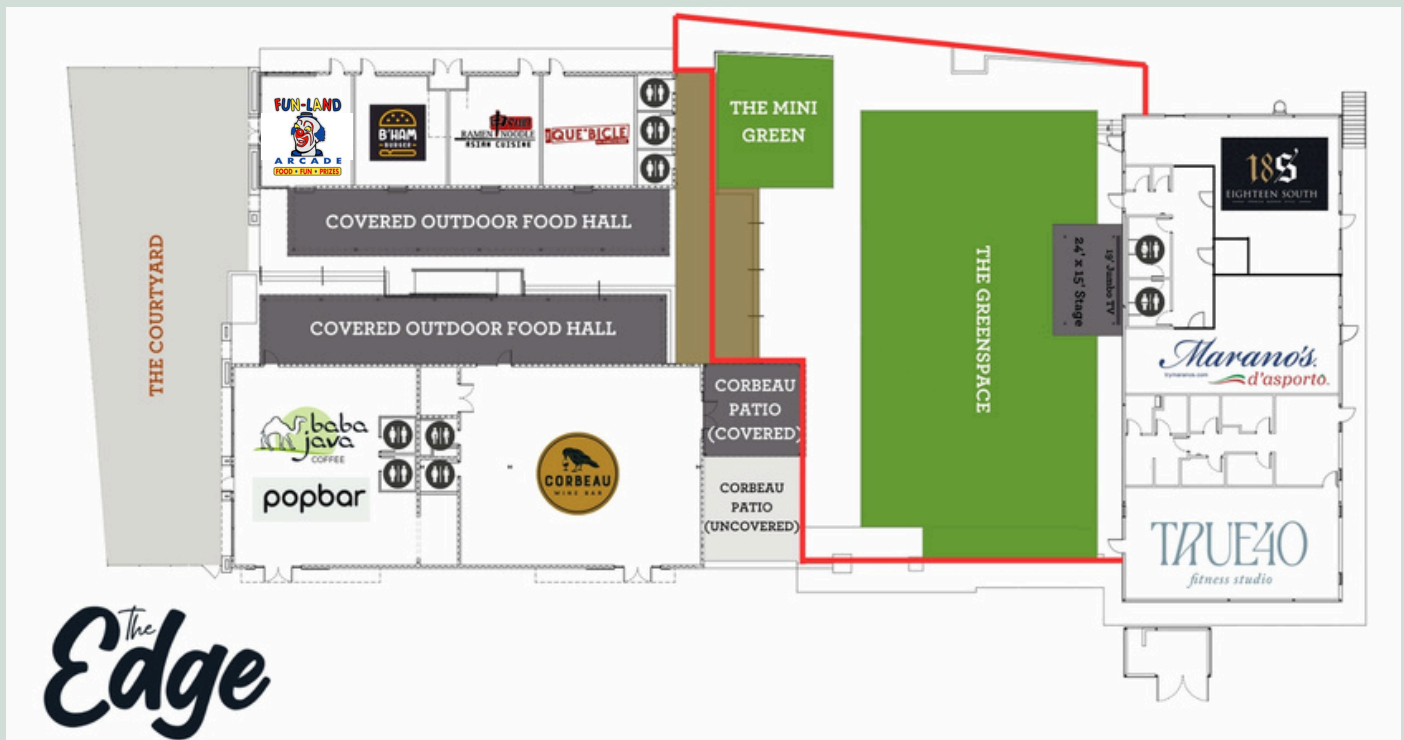 FUN-LAND
ARCADE
FOOD • FUN • PRIZES
B'HAM
BURGER
RAMEN NOODLE
ASIAN CUISINE
QUE'BICLE
THE MINI
GREEN
18S
EIGHTEEN SOUTH
COVERED OUTDOOR FOOD HALL
COVERED OUTDOOR FOOD HALL
THE COURTYARD
THE GREENSPACE
24' x 15' Stage
19' Jumbo TV
Marano's.
trymaranos.com
d'asporto.
CORBEAU
PATIO
(COVERED)
CORBEAU
PATIO
(UNCOVERED)
baba
java
COFFEE
popbar
CORBEAU
WINE BAR
TRUE40
fitness studio
The
Edge